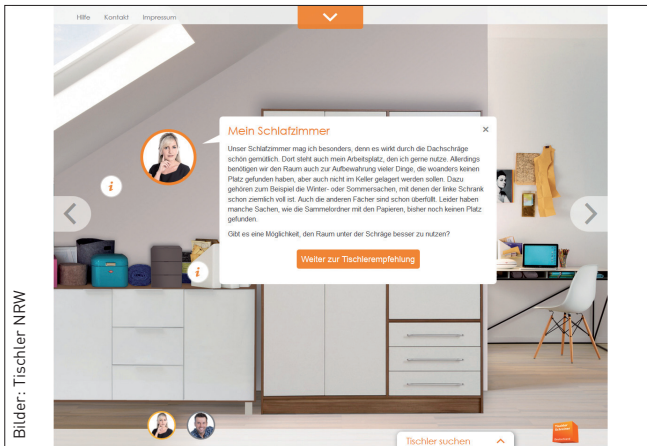 Hilfe Kontakt Impressum
Mein Schlafzimmer
Unser Schlafzimmer mag ich besonders, denn es wirkt durch die Dachschräge
schön gemütlich. Dort steht auch mein Arbeitsplatz, den ich gerne nutze. Allerdings
benötigen wir den Raum auch zur Aufbewahrung vieler Dinge, die woanders keinen
Platz gefunden haben, aber auch nicht im Keller gelagert werden sollen. Dazu
gehören zum Beispiel die Winter- oder Sommersachen, mit denen der linke Schrank
schon ziemlich voll ist. Auch die anderen Fächer sind schon überfüllt. Leider haben
manche Sachen, wie die Sammelordner mit den Papieren, bisher noch keinen Platz
gefunden.
Gibt es eine Möglichkeit, den Raum unter der Schräge besser zu nutzen?
Weiter zur Tischlerempfehlung
i
i
Tischler suchen
Bilder: Tischler NRW